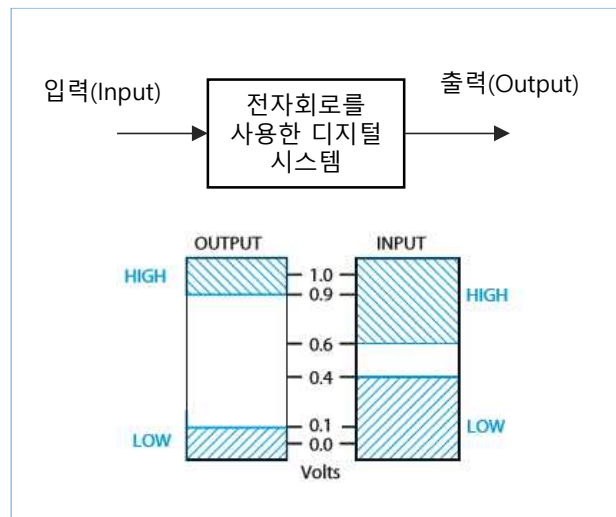 입력(Input)
전자회로를
사용한 디지털
시스템
출력(Output)
OUTPUT
INPUT
HIGH
1.0
0.9
HIGH
0.6
0.4
0.1
LOW
0.0
LOW
Volts